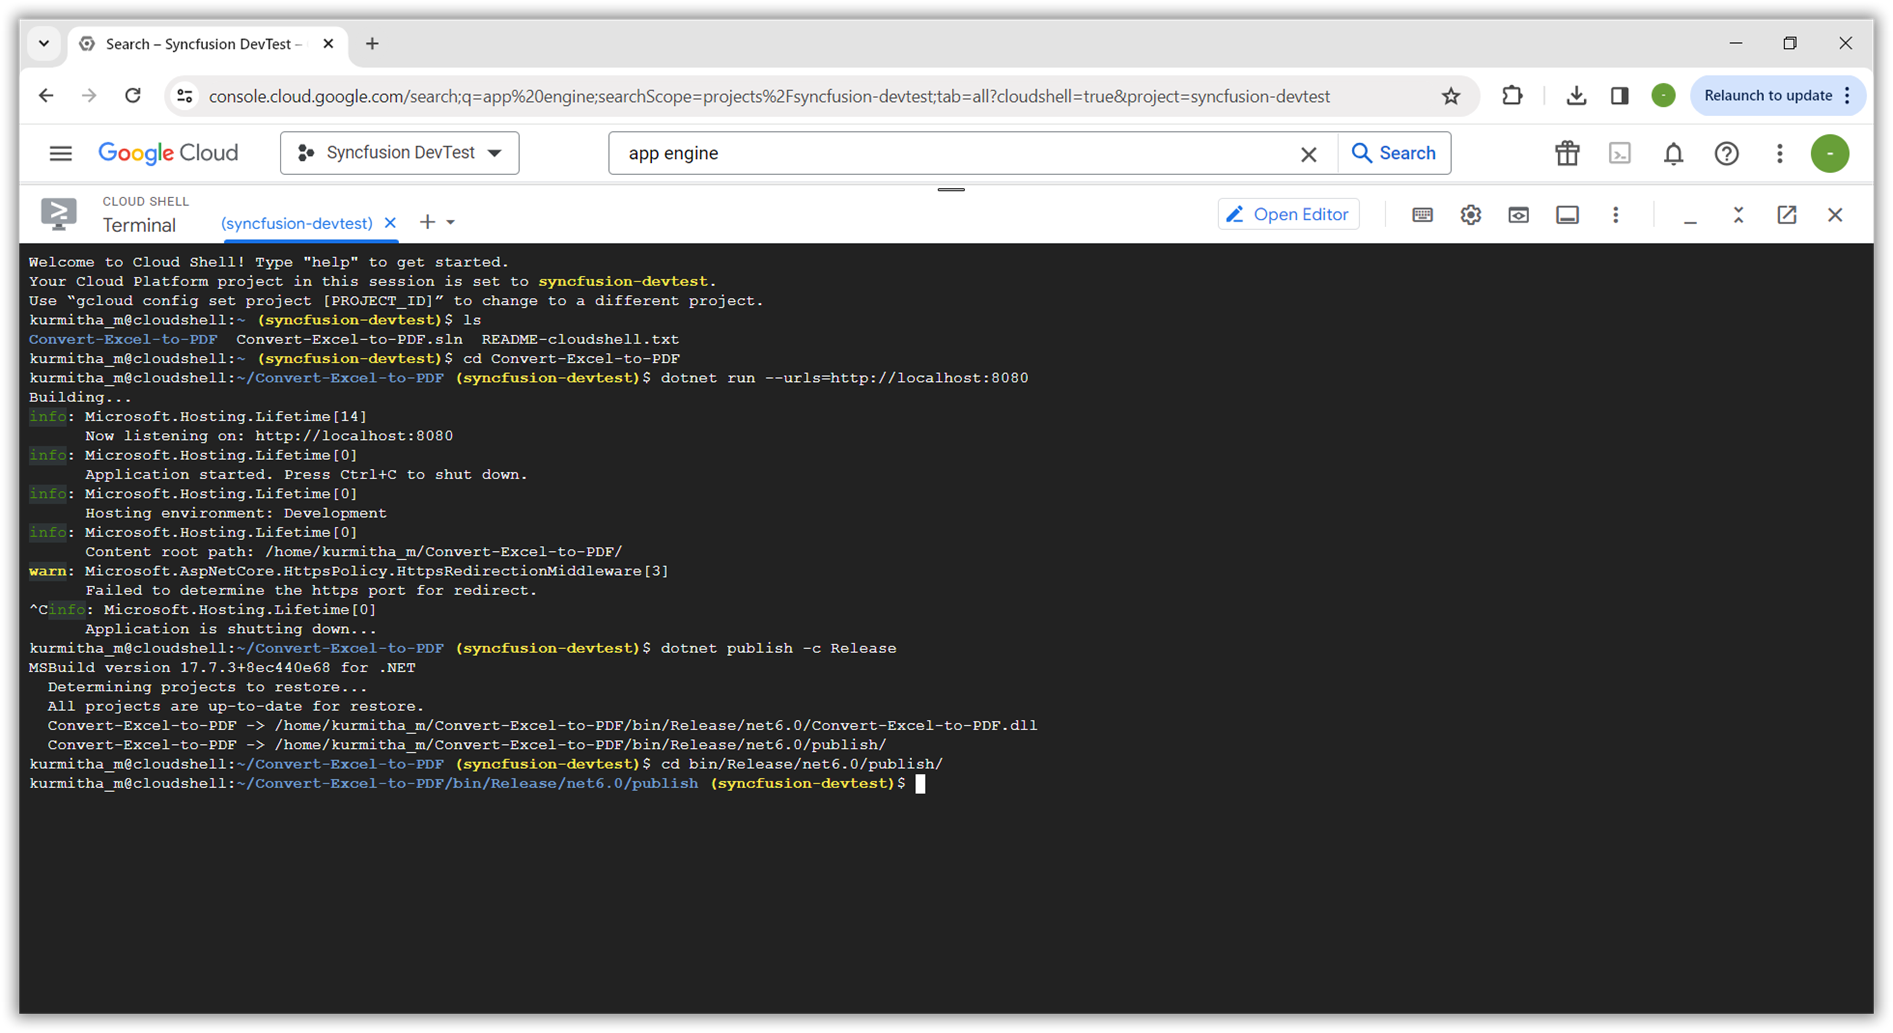 Search – Syncfusion DevTest –
console.cloud.google.com/search;q=app%20engine;searchScope=projects%2Fsyncfusion-devtest;tab=all?cloudshell=true&project=syncfusion-devtest
Relaunch to update
Google Cloud
Syncfusion DevTest
app engine
Search
CLOUD SHELL
Terminal
(syncfusion-devtest)
Open Editor
Welcome to Cloud Shell! Type "help" to get started.
Your Cloud Platform project in this session is set to syncfusion-devtest.
Use “gcloud config set project [PROJECT_ID]” to change to a different project.
kurmitha_m@cloudshell:~ (syncfusion-devtest)$ ls
Convert-Excel-to-PDF  Convert-Excel-to-PDF.sln  README-cloudshell.txt
kurmitha_m@cloudshell:~ (syncfusion-devtest)$ cd Convert-Excel-to-PDF
kurmitha_m@cloudshell:~/Convert-Excel-to-PDF (syncfusion-devtest)$ dotnet run --urls=http://localhost:8080
Building...
info: Microsoft.Hosting.Lifetime[14]
      Now listening on: http://localhost:8080
info: Microsoft.Hosting.Lifetime[0]
      Application started. Press Ctrl+C to shut down.
info: Microsoft.Hosting.Lifetime[0]
      Hosting environment: Development
info: Microsoft.Hosting.Lifetime[0]
      Content root path: /home/kurmitha_m/Convert-Excel-to-PDF/
warn: Microsoft.AspNetCore.HttpsPolicy.HttpsRedirectionMiddleware[3]
      Failed to determine the https port for redirect.
^Cinfo: Microsoft.Hosting.Lifetime[0]
      Application is shutting down...
kurmitha_m@cloudshell:~/Convert-Excel-to-PDF (syncfusion-devtest)$ dotnet publish -c Release
MSBuild version 17.7.3+8ec440e68 for .NET
  Determining projects to restore...
  All projects are up-to-date for restore.
  Convert-Excel-to-PDF -> /home/kurmitha_m/Convert-Excel-to-PDF/bin/Release/net6.0/Convert-Excel-to-PDF.dll
  Convert-Excel-to-PDF -> /home/kurmitha_m/Convert-Excel-to-PDF/bin/Release/net6.0/publish/
kurmitha_m@cloudshell:~/Convert-Excel-to-PDF (syncfusion-devtest)$ cd bin/Release/net6.0/publish/
kurmitha_m@cloudshell:~/Convert-Excel-to-PDF/bin/Release/net6.0/publish (syncfusion-devtest)$